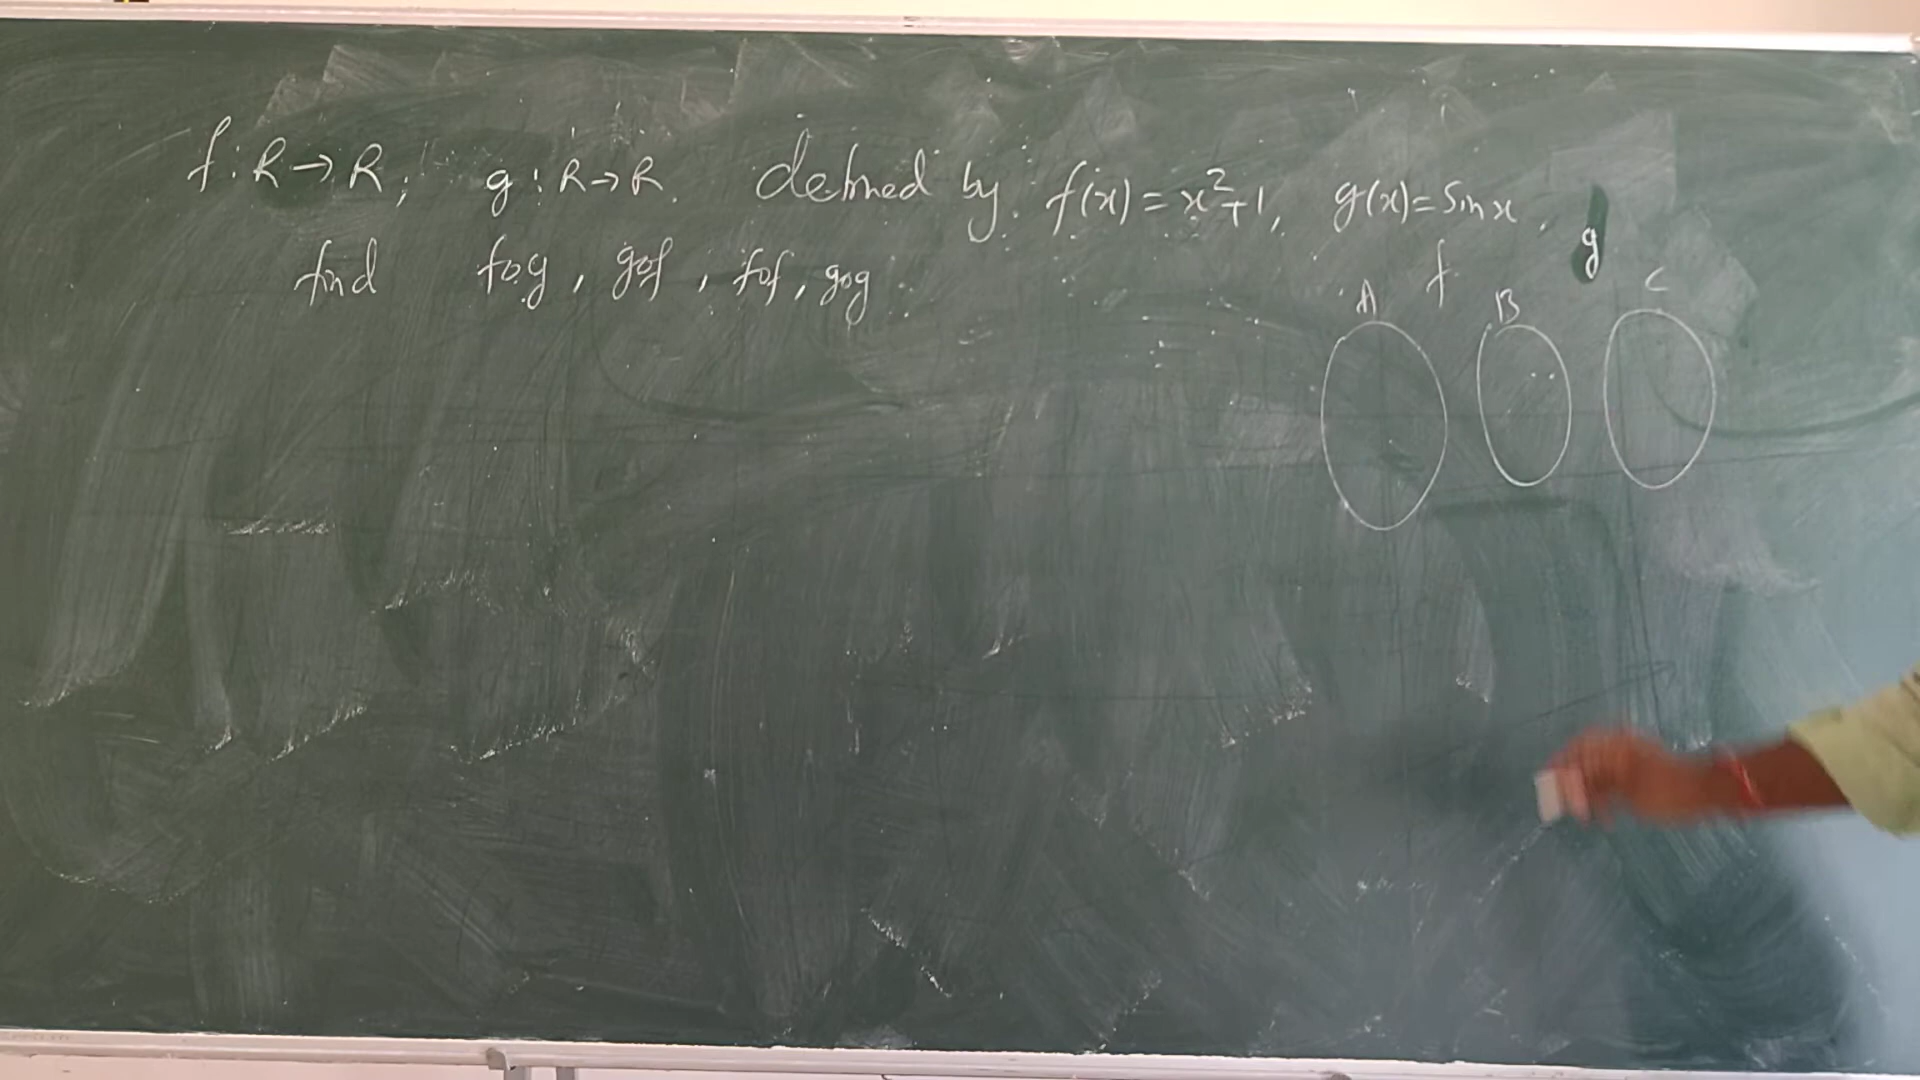 f : R → R ; g : R → R. defined by. f(x) = x²+1, g(x) = Sin x.
find fog, gof, fof, gog
A f B g C